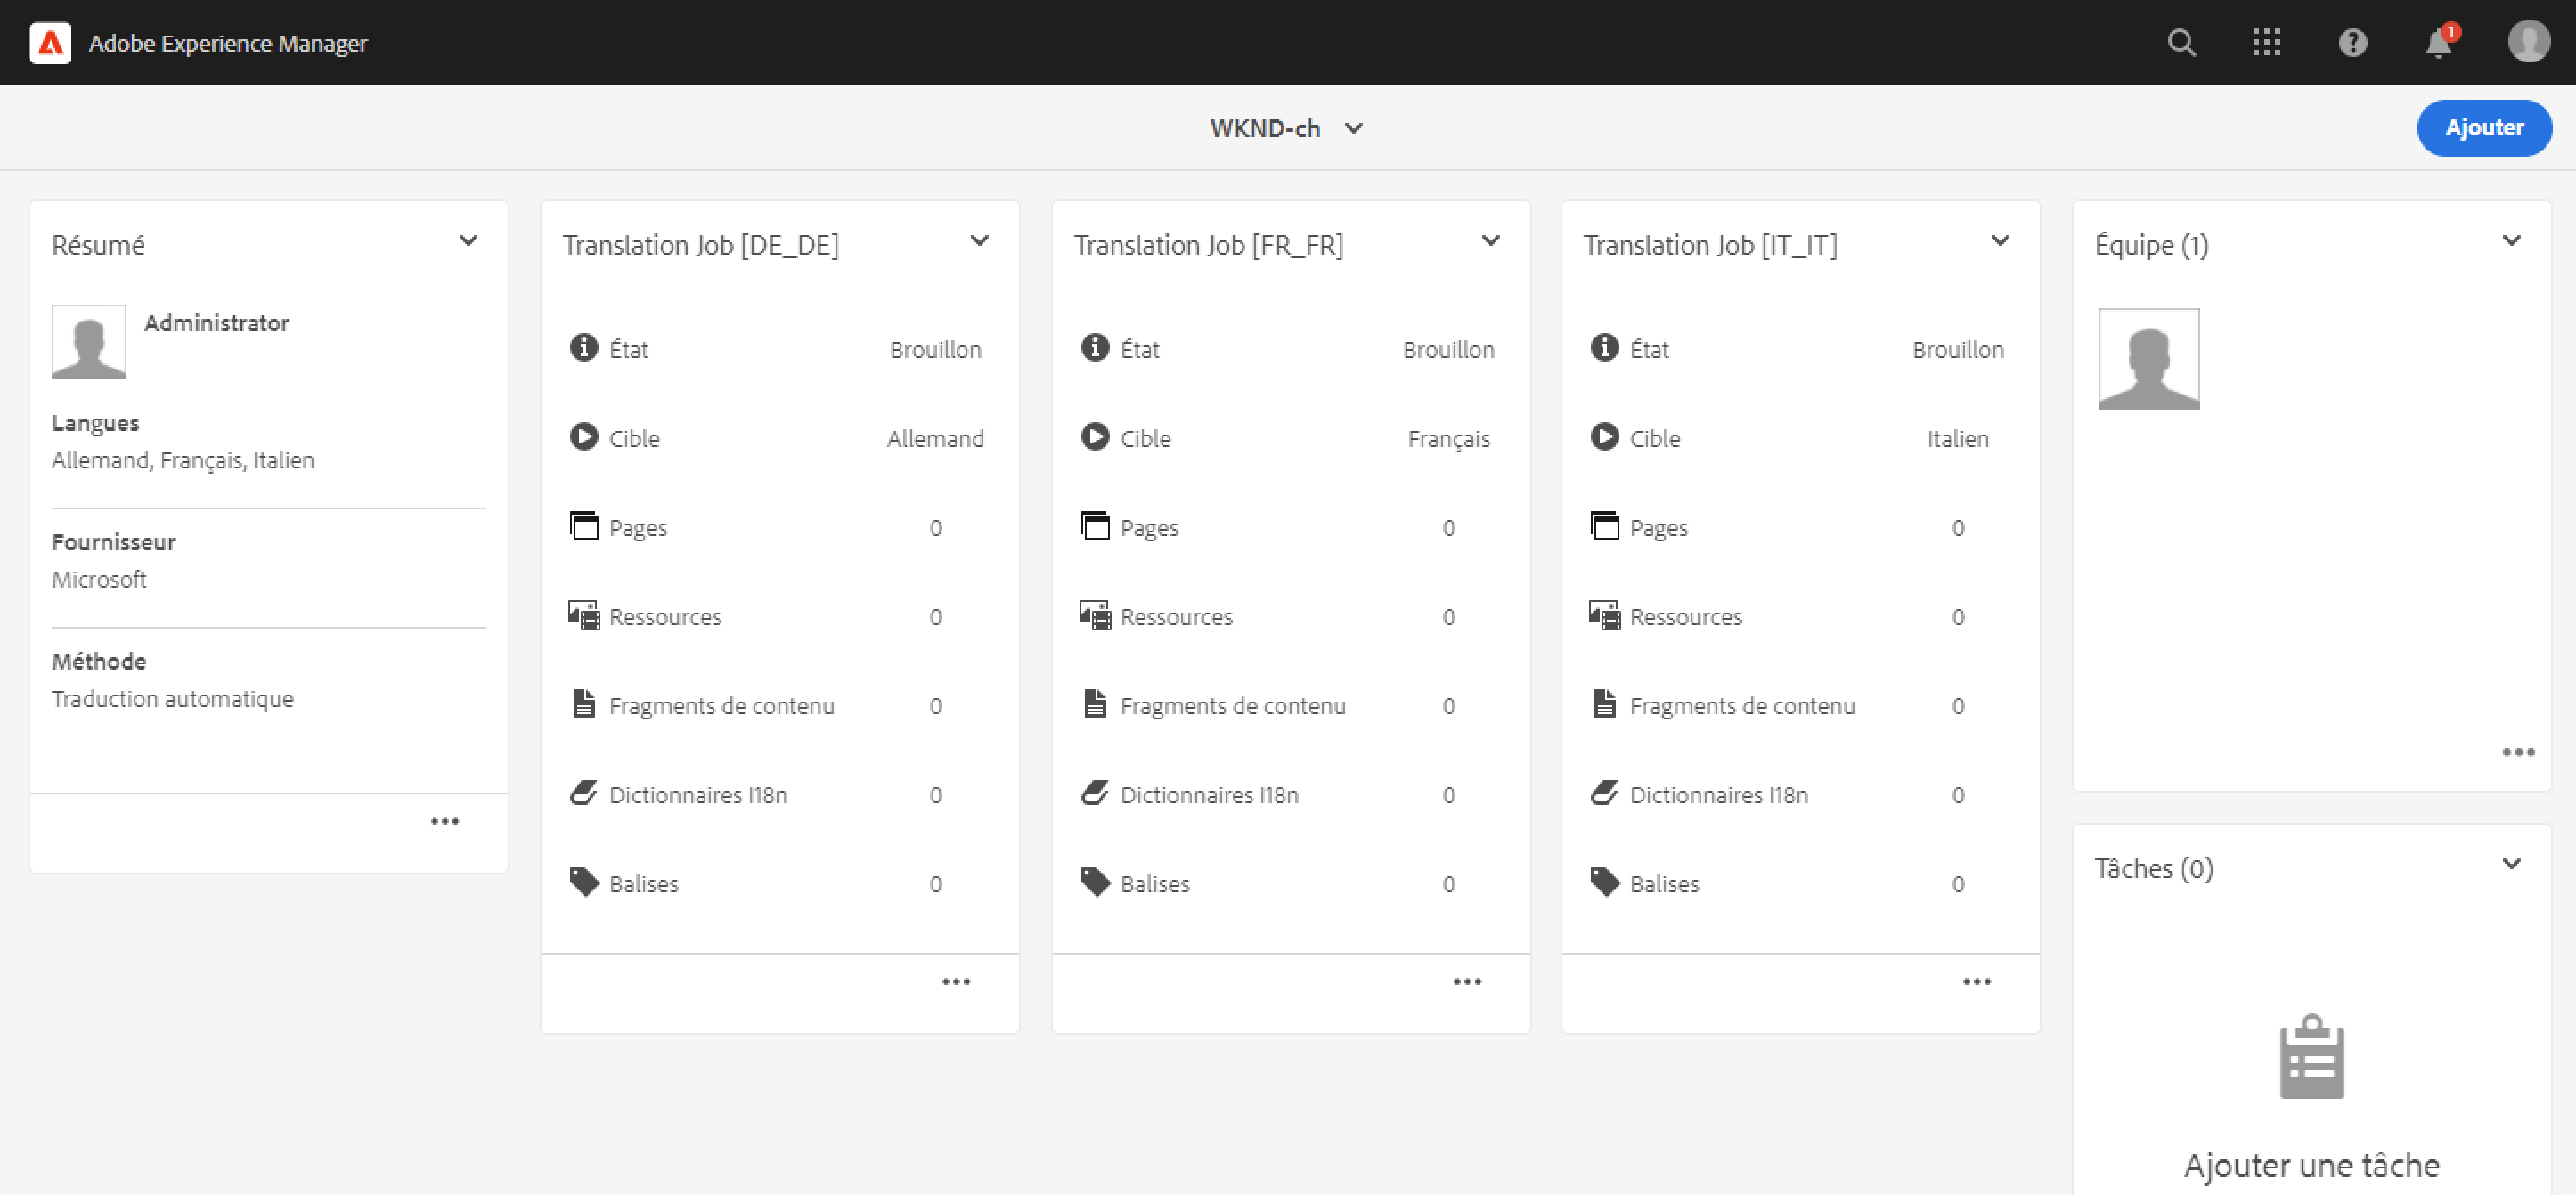 Adobe Experience Manager
1
WKND-ch
Ajouter
Résumé
Administrator
Langues
Allemand, Français, Italien
Fournisseur
Microsoft
Méthode
Traduction automatique
Translation Job [DE_DE]
État Brouillon
Cible Allemand
Pages 0
Ressources 0
Fragments de contenu 0
Dictionnaires I18n 0
Balises 0
Translation Job [FR_FR]
État Brouillon
Cible Français
Pages 0
Ressources 0
Fragments de contenu 0
Dictionnaires I18n 0
Balises 0
Translation Job [IT_IT]
État Brouillon
Cible Italien
Pages 0
Ressources 0
Fragments de contenu 0
Dictionnaires I18n 0
Balises 0
Équipe (1)
Tâches (0)
Ajouter une tâche